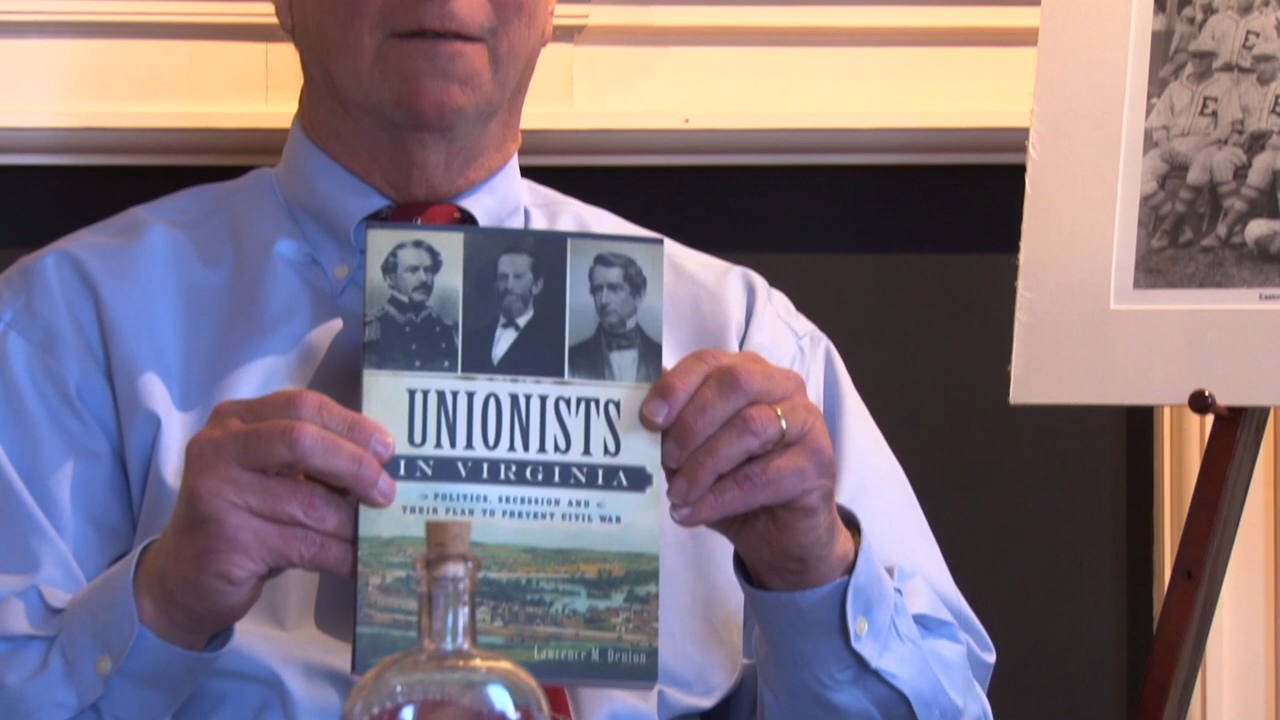 UNIONISTS
IN VIRGINIA
POLITICS, SECESSION AND
THEIR PLAN TO PREVENT CIVIL WAR
Lawrence M. Denton
E
E